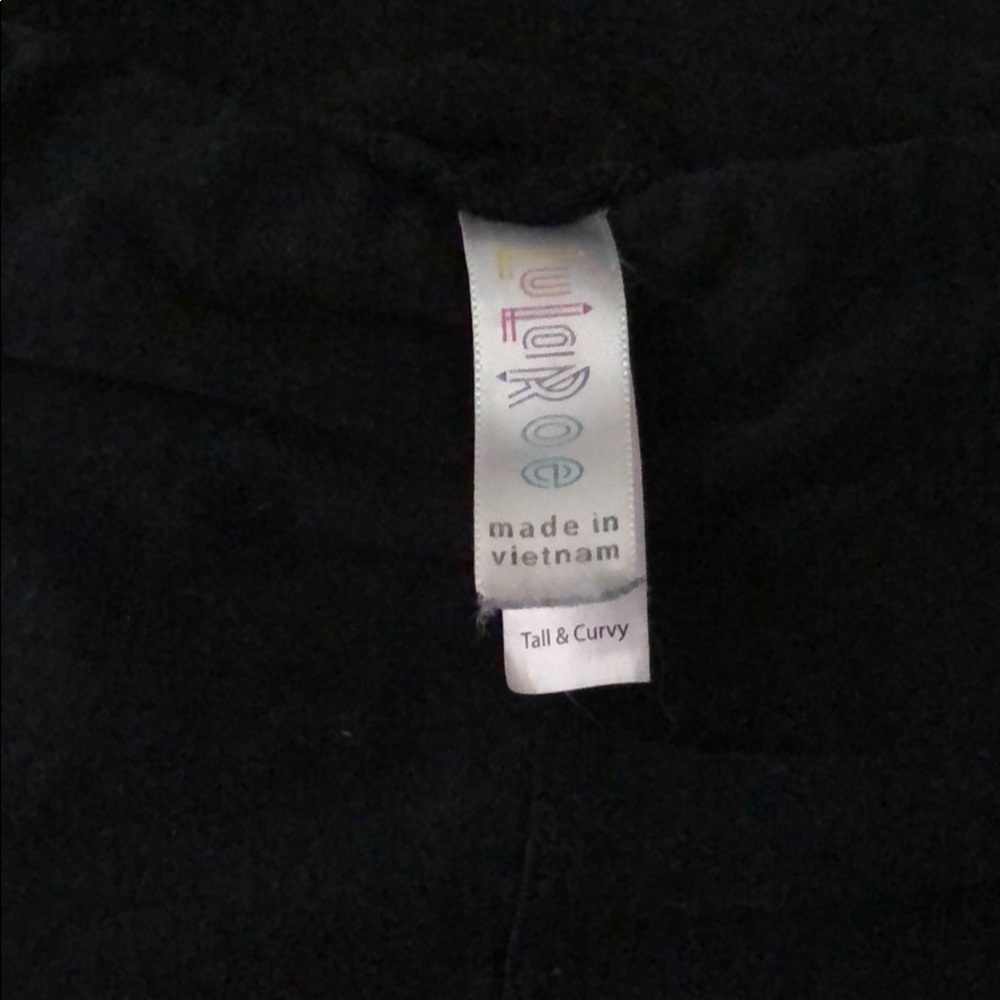 LuLaRoe
made in
vietnam
Tall & Curvy